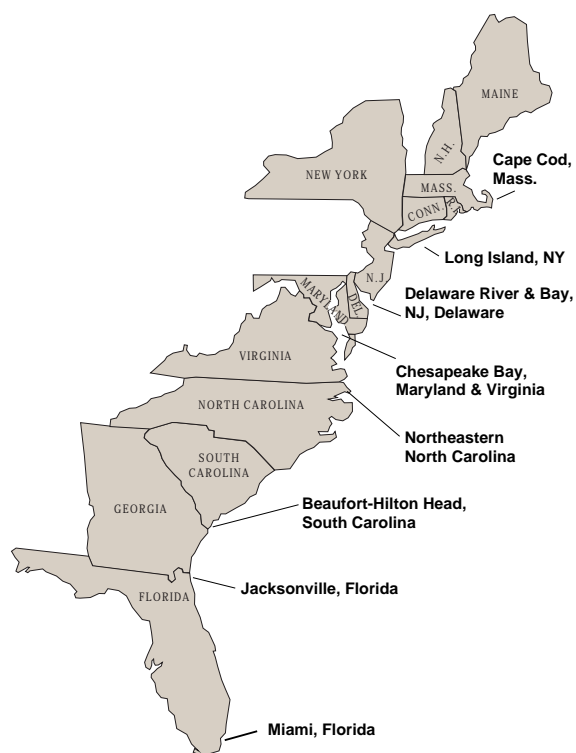 MAINE
N.H.
Cape Cod,
Mass.
NEW YORK
MASS.
CONN.
R.I.
Long Island, NY
N.J.
MARYLAND
DEL.
Delaware River & Bay,
NJ, Delaware
VIRGINIA
Chesapeake Bay,
Maryland & Virginia
NORTH CAROLINA
Northeastern
North Carolina
SOUTH
CAROLINA
GEORGIA
Beaufort-Hilton Head,
South Carolina
Jacksonville, Florida
FLORIDA
Miami, Florida